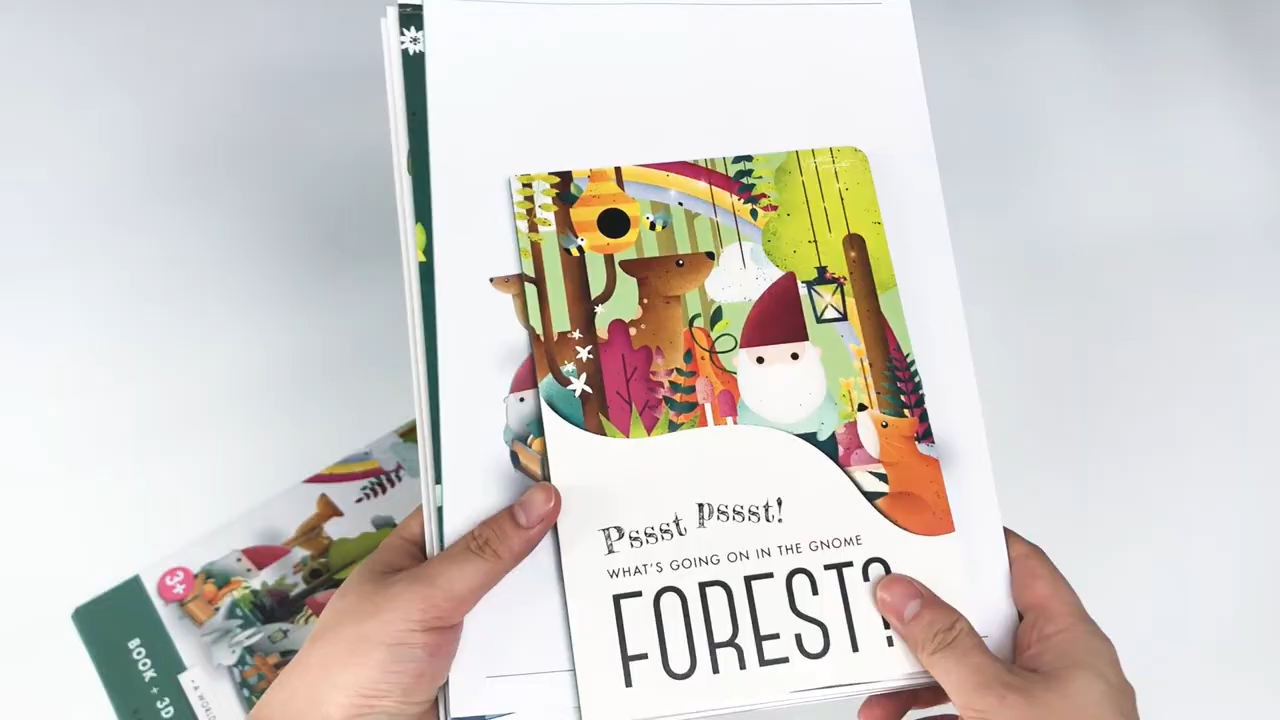 Pssst Pssst!
WHAT'S GOING ON IN THE GNOME
FOREST?
3+
BOOK + 3D